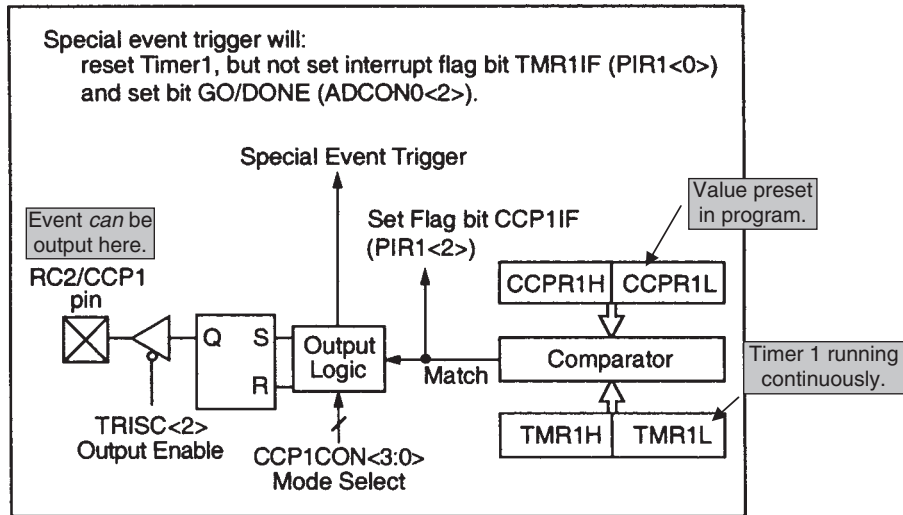 Special event trigger will:
reset Timer1, but not set interrupt flag bit TMR1IF (PIR1<0>)
and set bit GO/DONE (ADCON0<2>).
Special Event Trigger
Event can be
output here.
RC2/CCP1
pin
Set Flag bit CCP1IF
(PIR1<2>)
Value preset
in program.
CCPR1H CCPR1L
Q S
R
Output
Logic
Match
Comparator
Timer 1 running
continuously.
TRISC<2>
Output Enable
CCP1CON<3:0>
Mode Select
TMR1H TMR1L